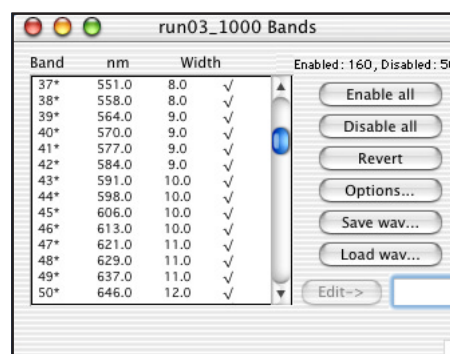 run03_1000 Bands
Band nm Width
Enabled: 160, Disabled: 50
37* 551.0 8.0 √
38* 558.0 8.0 √
39* 564.0 9.0 √
40* 570.0 9.0 √
41* 577.0 9.0 √
42* 584.0 9.0 √
43* 591.0 10.0 √
44* 598.0 10.0 √
45* 606.0 10.0 √
46* 613.0 10.0 √
47* 621.0 11.0 √
48* 629.0 11.0 √
49* 637.0 11.0 √
50* 646.0 12.0 √
Enable all
Disable all
Revert
Options...
Save wav...
Load wav...
Edit->